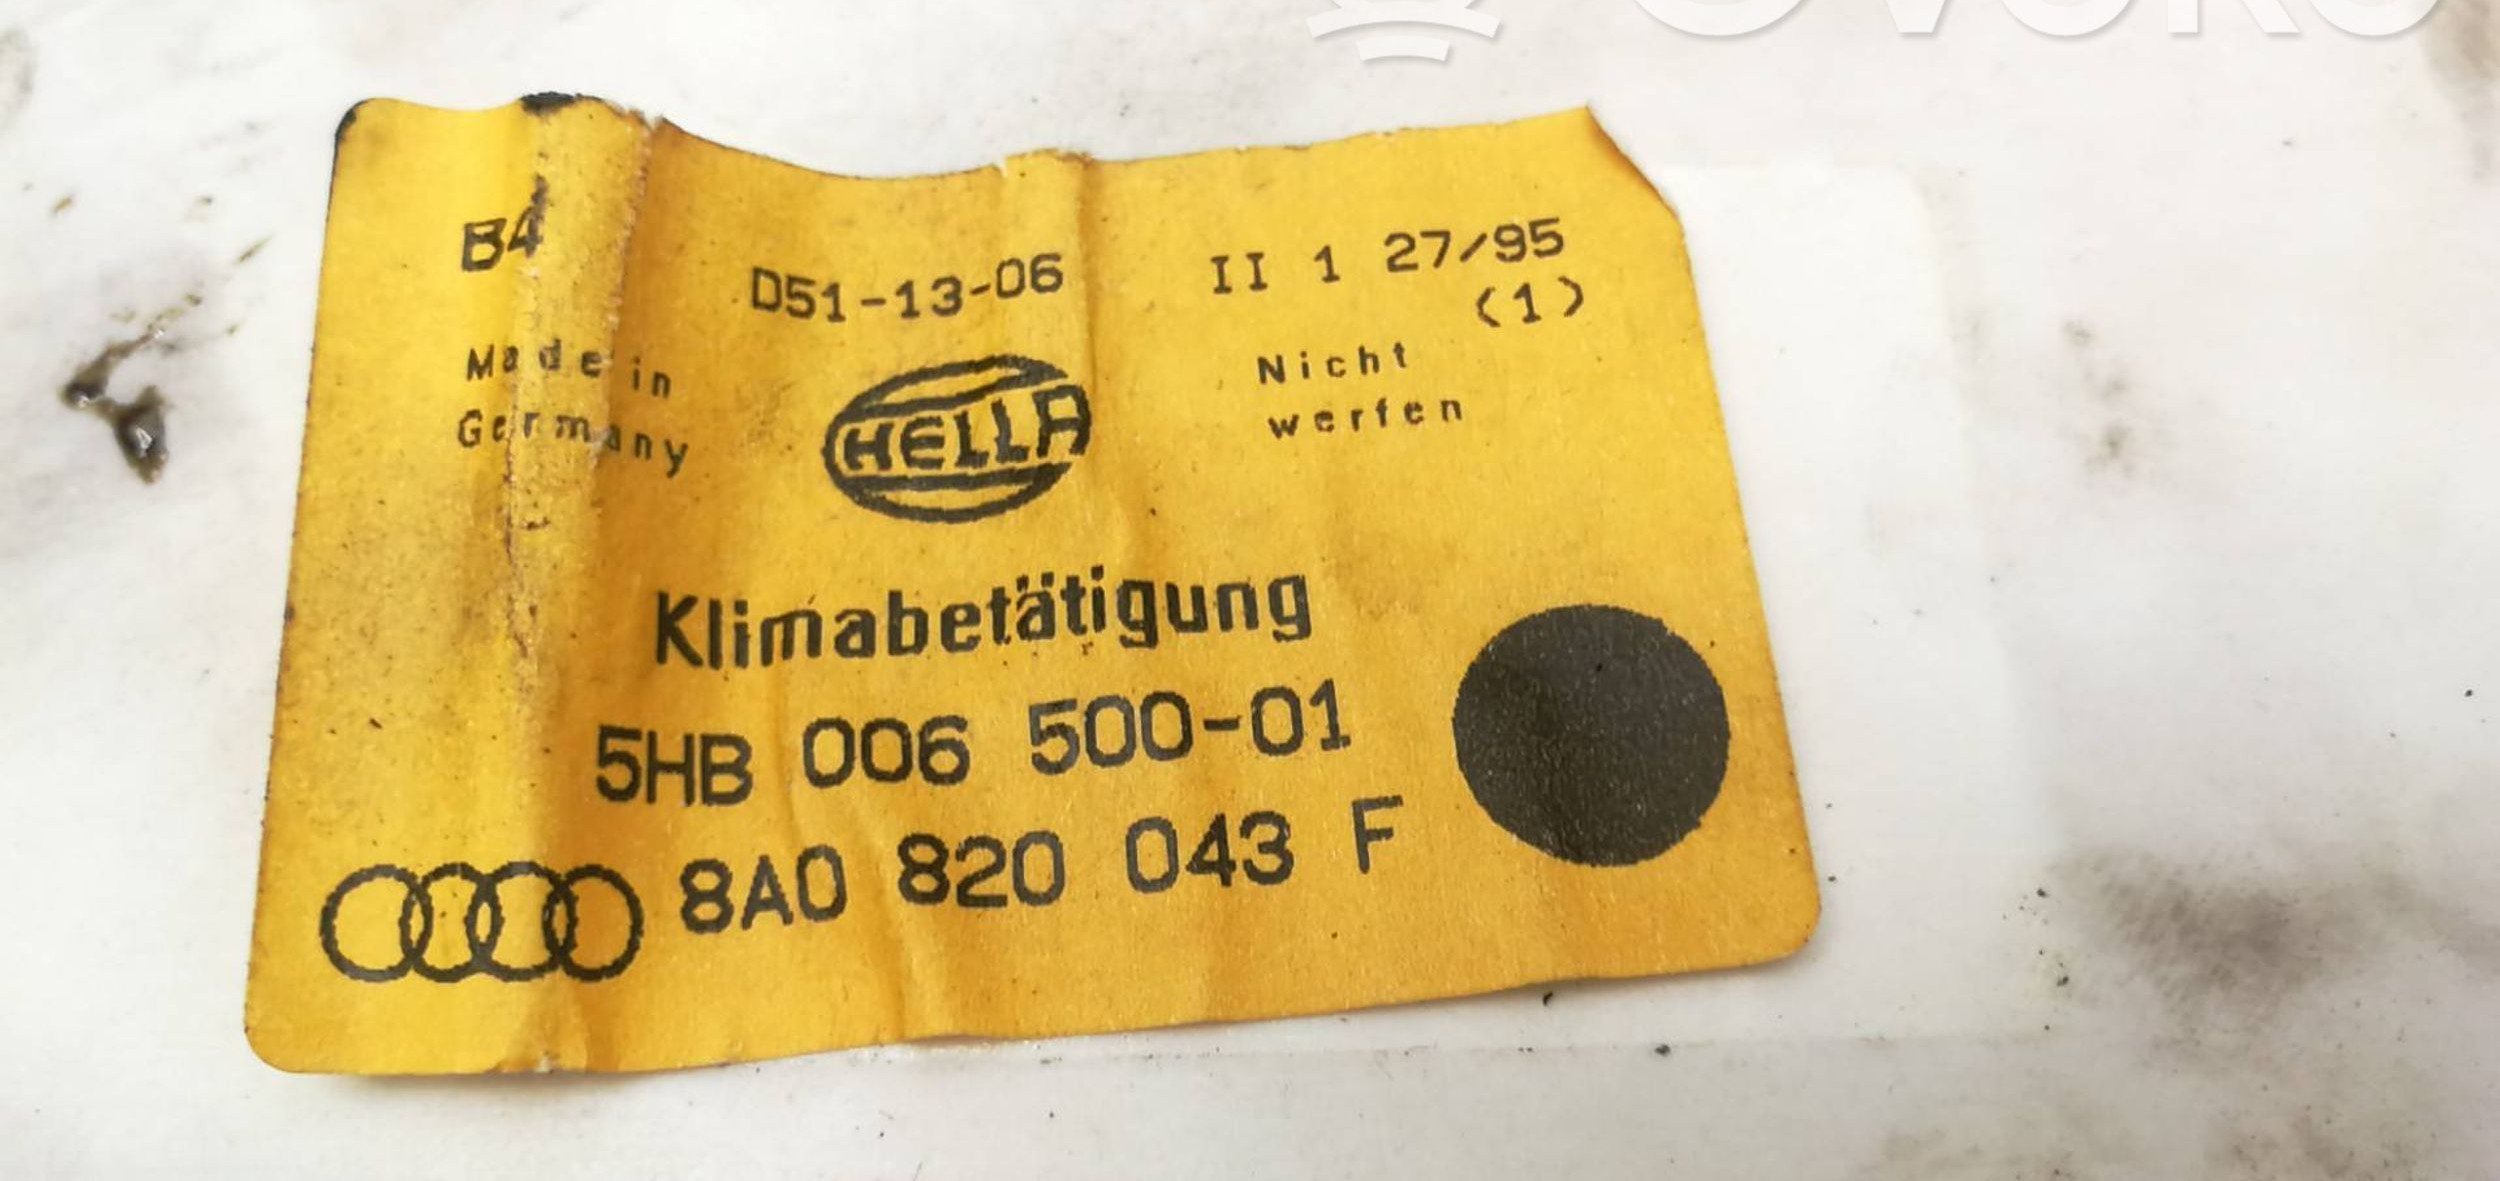 B4
D51-13-06
II 1 27/95
(1)
Made in
Germany
HELLA
Nicht
werfen
Klimabetätigung
5HB 006 500-01
8A0 820 043 F